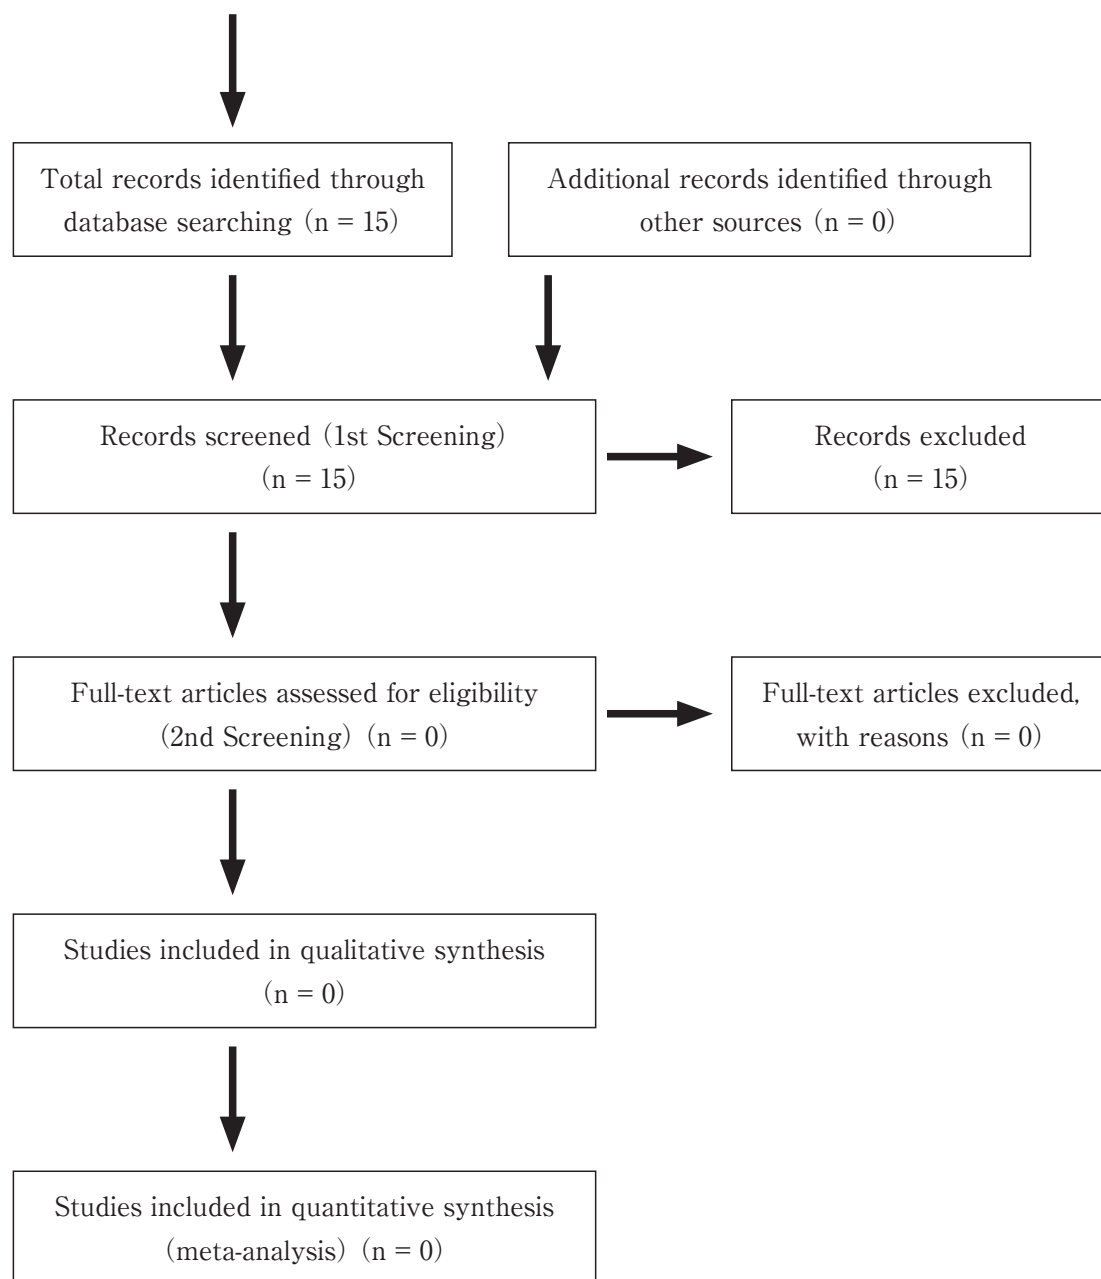 Total records identified through
database searching (n = 15)
Additional records identified through
other sources (n = 0)
Records screened (1st Screening)
(n = 15)
Records excluded
(n = 15)
Full-text articles assessed for eligibility
(2nd Screening) (n = 0)
Full-text articles excluded,
with reasons (n = 0)
Studies included in qualitative synthesis
(n = 0)
Studies included in quantitative synthesis
(meta-analysis) (n = 0)